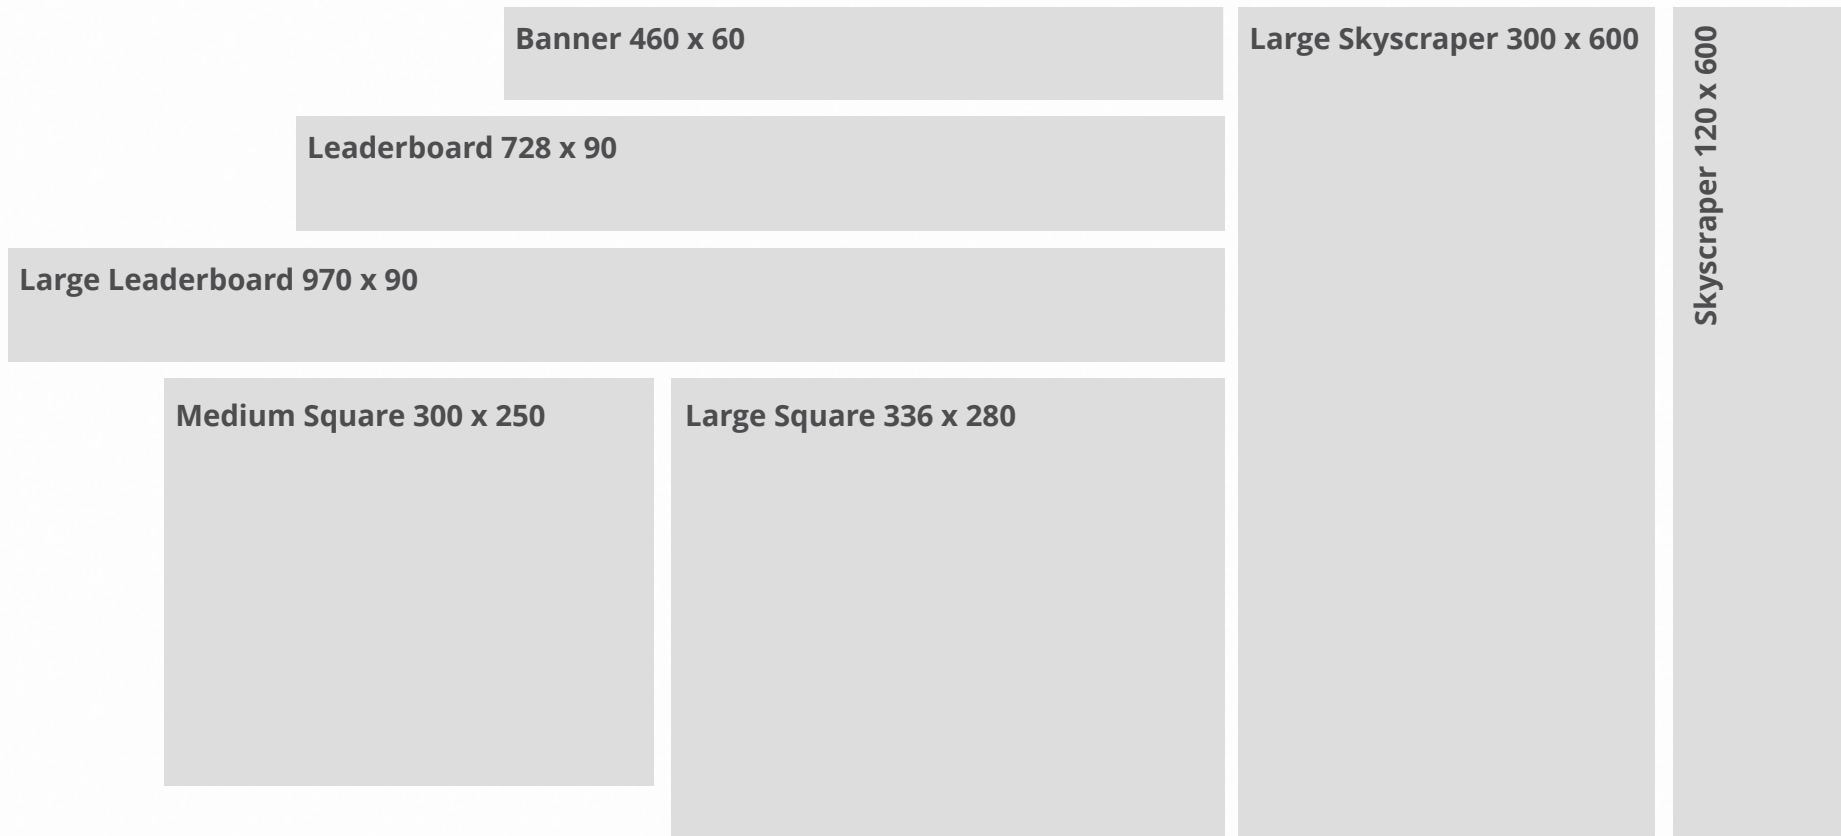 Banner 460 x 60
Large Skyscraper 300 x 600
Skyscraper 120 x 600
Leaderboard 728 x 90
Large Leaderboard 970 x 90
Medium Square 300 x 250
Large Square 336 x 280